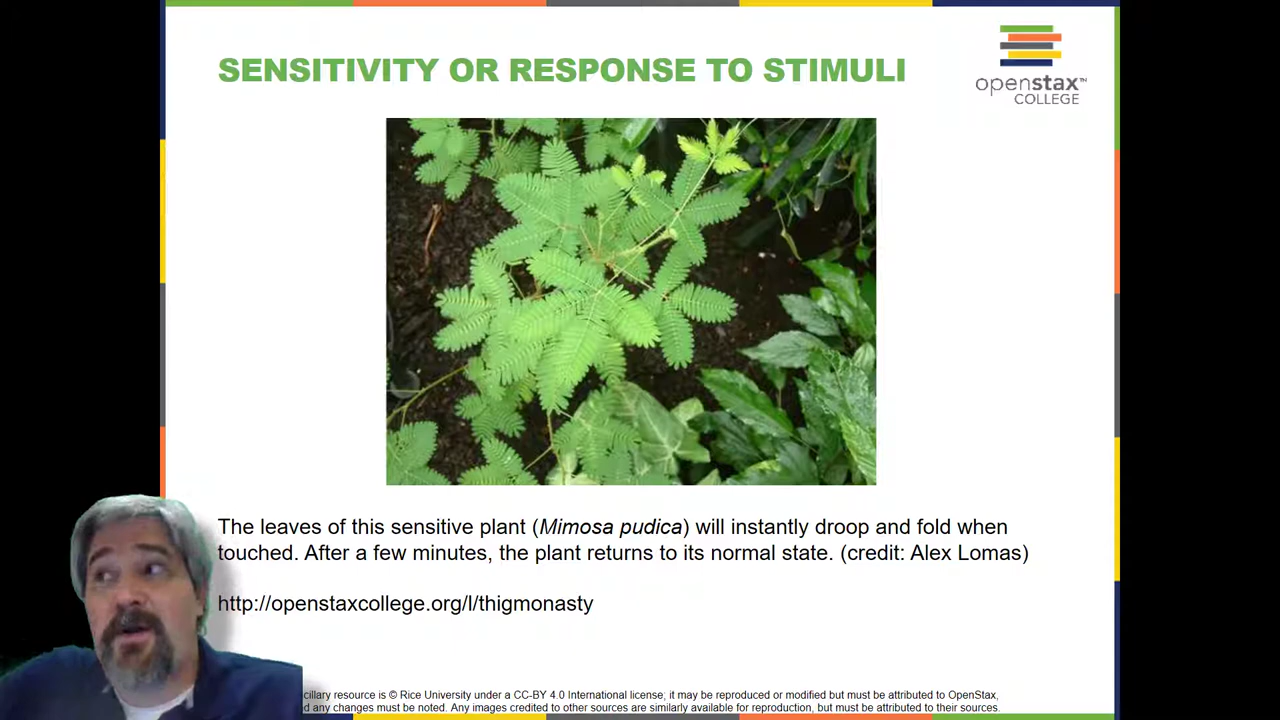 SENSITIVITY OR RESPONSE TO STIMULI
openstax™
COLLEGE
The leaves of this sensitive plant (Mimosa pudica) will instantly droop and fold when
touched. After a few minutes, the plant returns to its normal state. (credit: Alex Lomas)
http://openstaxcollege.org/l/thigmonasty
resource is © Rice University under a CC-BY 4.0 International license; it may be reproduced or modified but must be attributed to OpenStax,
any changes must be noted. Any images credited to other sources are similarly available for reproduction, but must be attributed to their sources.